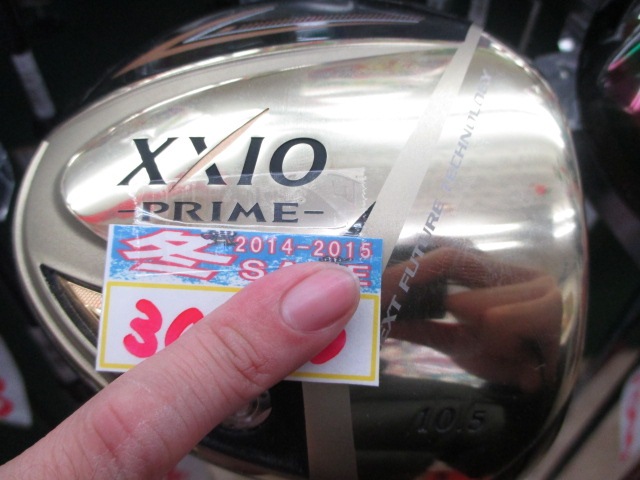 XXIO
-PRIME-
冬 2014-2015
SALE
NEXT FUTURE TECHNOLOGY
10.5